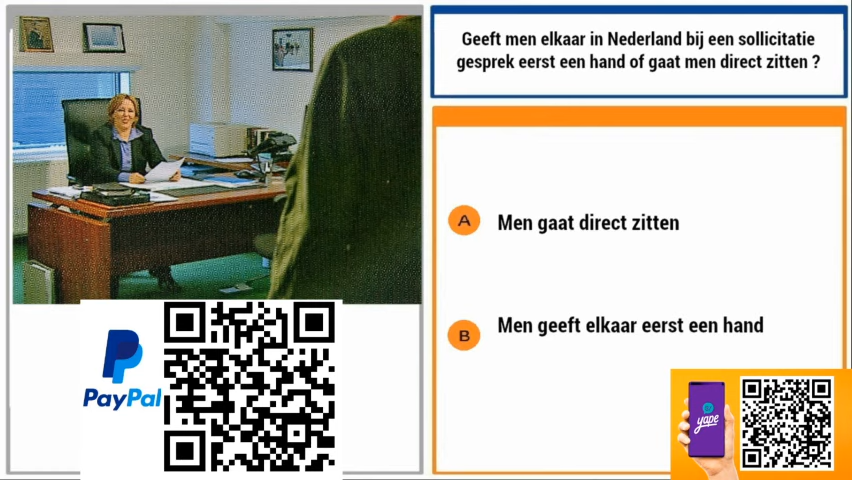 Geeft men elkaar in Nederland bij een sollicitatie
gesprek eerst een hand of gaat men direct zitten ?
A
Men gaat direct zitten
B
Men geeft elkaar eerst een hand
PayPal
yape